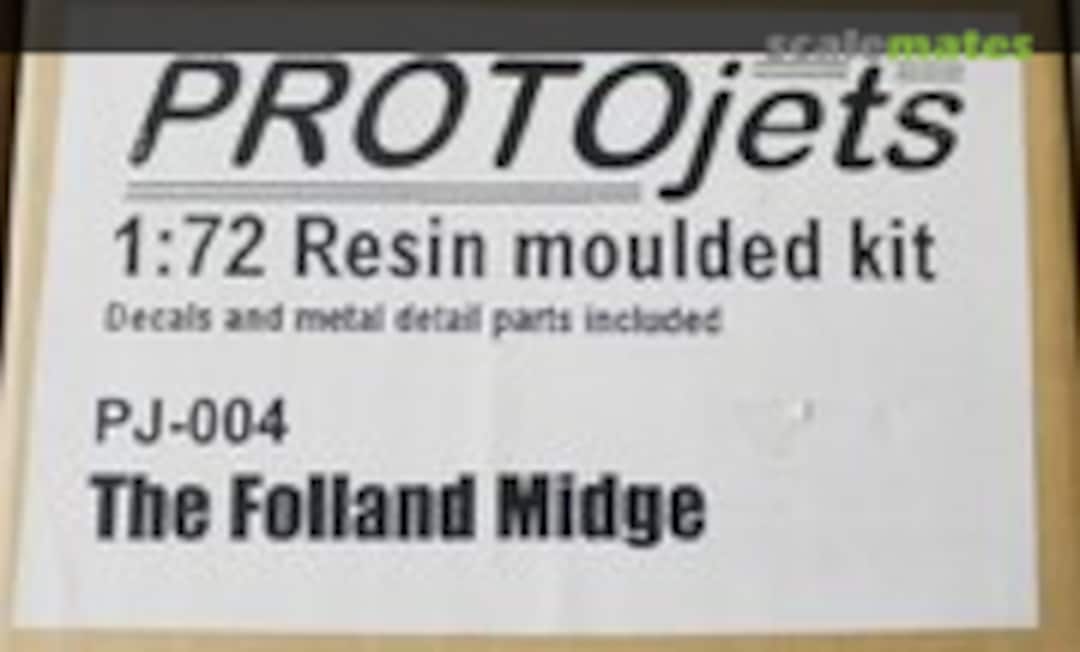 scalemates
PROTOjets
1:72 Resin moulded kit
Decals and metal detail parts included
PJ-004
The Folland Midge